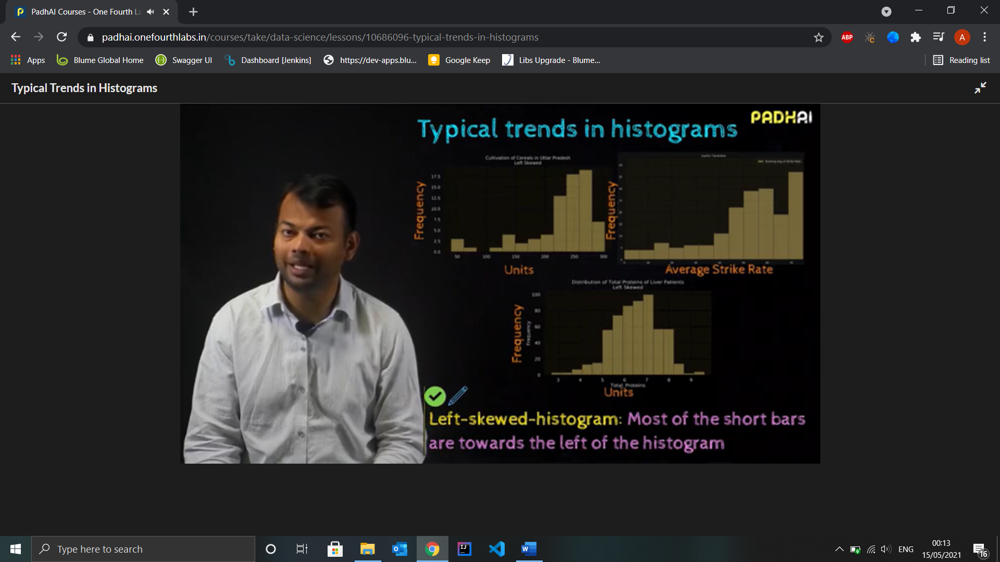 PadhAI Courses - One Fourth La
padhai.onefourthlabs.in/courses/take/data-science/lessons/10686096-typical-trends-in-histograms
ABP
C
A
Apps
Blume Global Home
Swagger UI
Dashboard [Jenkins]
https://dev-apps.blu...
Google Keep
Libs Upgrade - Blume...
Reading list
Typical Trends in Histograms
PADHAI
Typical trends in histograms
Cultivation of Cereals in Uttar Pradesh
Left Skewed
Frequency
17.5
15.0
12.5
10.0
7.5
5.0
2.5
0.0
50 100 150 200 250 300
Units
Sachin Tendulkar
Running Avg of Strike Rate
Frequency
Average Strike Rate
Distribution of Total Proteins of Liver Patients
Left Skewed
Frequency
Frequency
100
80
60
40
20
0
3 4 5 6 7 8 9
Total Proteins
Units
Left-skewed-histogram: Most of the short bars
are towards the left of the histogram
Type here to search
ENG
00:13
15/05/2021
16